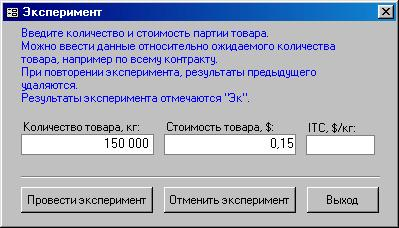 Эксперимент
Введите количество и стоимость партии товара.
Можно ввести данные относительно ожидаемого количества
товара, например по всему контракту.
При повторении эксперимента, результаты предыдущего
удаляются.
Результаты эксперимента отмечаются "Эк".
Количество товара, кг: Стоимость товара, $: ITC, $/кг:
150 000 0,15
Провести эксперимент Отменить эксперимент Выход